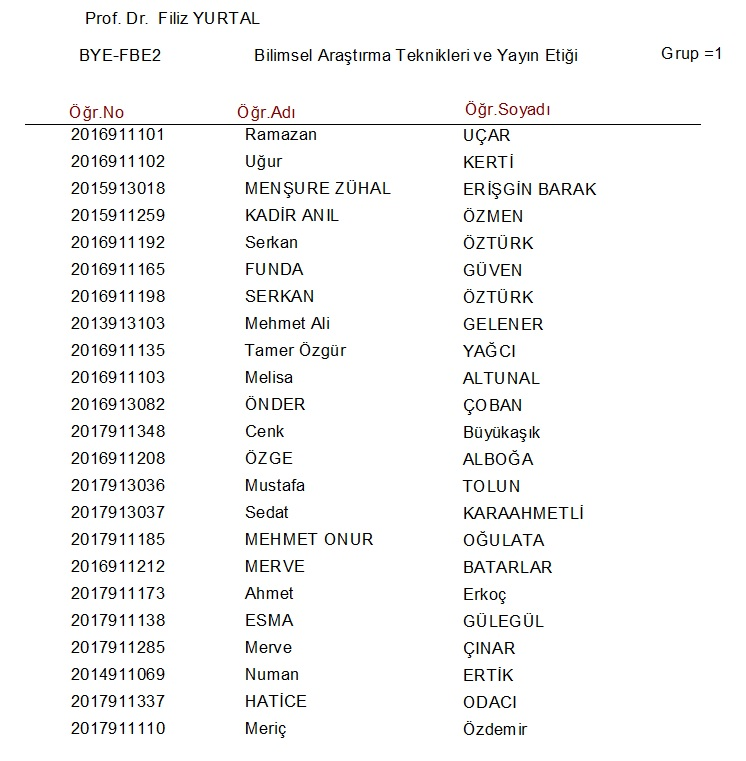 Prof. Dr. Filiz YURTAL
BYE-FBE2 Bilimsel Araştırma Teknikleri ve Yayın Etiği Grup =1
Öğr.No Öğr.Adı Öğr.Soyadı
2016911101 Ramazan UÇAR
2016911102 Uğur KERTİ
2015913018 MENŞURE ZÜHAL ERİŞGİN BARAK
2015911259 KADİR ANIL ÖZMEN
2016911192 Serkan ÖZTÜRK
2016911165 FUNDA GÜVEN
2016911198 SERKAN ÖZTÜRK
2013913103 Mehmet Ali GELENER
2016911135 Tamer Özgür YAĞCI
2016911103 Melisa ALTUNAL
2016913082 ÖNDER ÇOBAN
2017911348 Cenk Büyükaşık
2016911208 ÖZGE ALBOĞA
2017913036 Mustafa TOLUN
2017913037 Sedat KARAAHMETLİ
2017911185 MEHMET ONUR OĞULATA
2016911212 MERVE BATARLAR
2017911173 Ahmet Erkoç
2017911138 ESMA GÜLEGÜL
2017911285 Merve ÇINAR
2014911069 Numan ERTİK
2017911337 HATİCE ODACI
2017911110 Meriç Özdemir